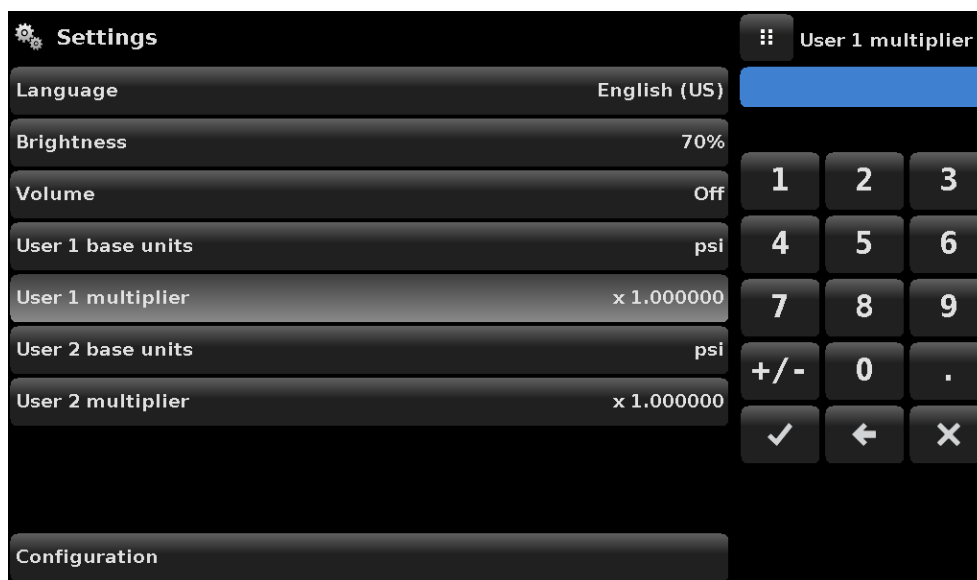 Settings
Language English (US)
Brightness 70%
Volume Off
User 1 base units psi
User 1 multiplier x 1.000000
User 2 base units psi
User 2 multiplier x 1.000000
Configuration
User 1 multiplier
1 2 3
4 5 6
7 8 9
+/- 0 .